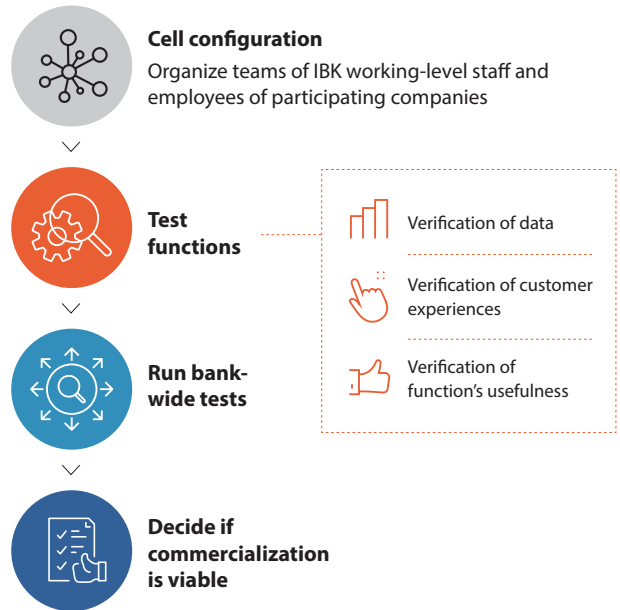 Cell configuration
Organize teams of IBK working-level staff and
employees of participating companies
Test
functions
Verification of data
Verification of customer
experiences
Verification of
function's usefulness
Run bank-
wide tests
Decide if
commercialization
is viable